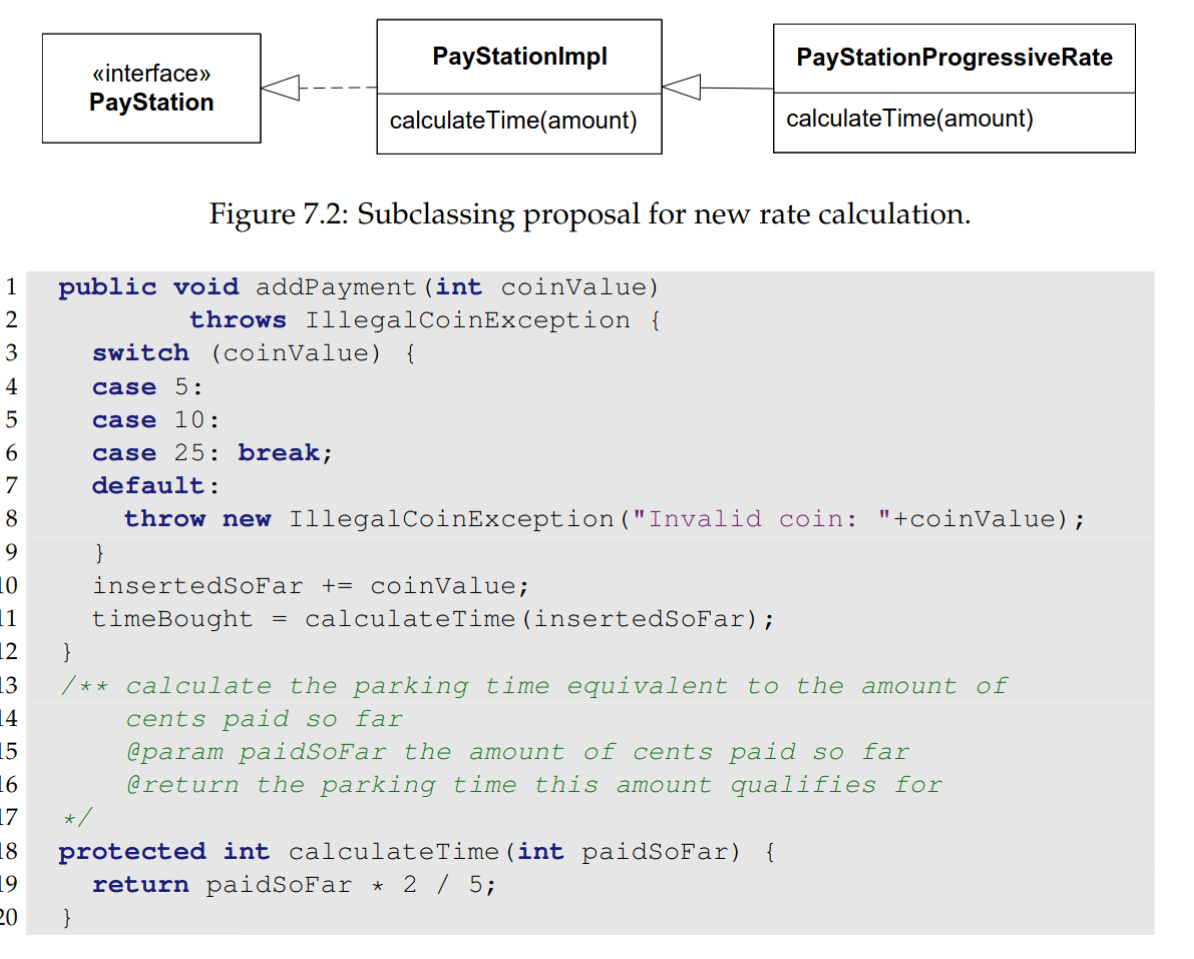 «interface»
PayStation
PayStationImpl
calculateTime(amount)
PayStationProgressiveRate
calculateTime(amount)
Figure 7.2: Subclassing proposal for new rate calculation.
1 public void addPayment(int coinValue)
2 throws IllegalCoinException {
3 switch (coinValue) {
4 case 5:
5 case 10:
6 case 25: break;
7 default:
8 throw new IllegalCoinException("Invalid coin: "+coinValue);
9 }
10 insertedSoFar += coinValue;
11 timeBought = calculateTime(insertedSoFar);
12 }
13 /** calculate the parking time equivalent to the amount of
14 cents paid so far
15 @param paidSoFar the amount of cents paid so far
16 @return the parking time this amount qualifies for
17 */
18 protected int calculateTime(int paidSoFar) {
19 return paidSoFar * 2 / 5;
20 }